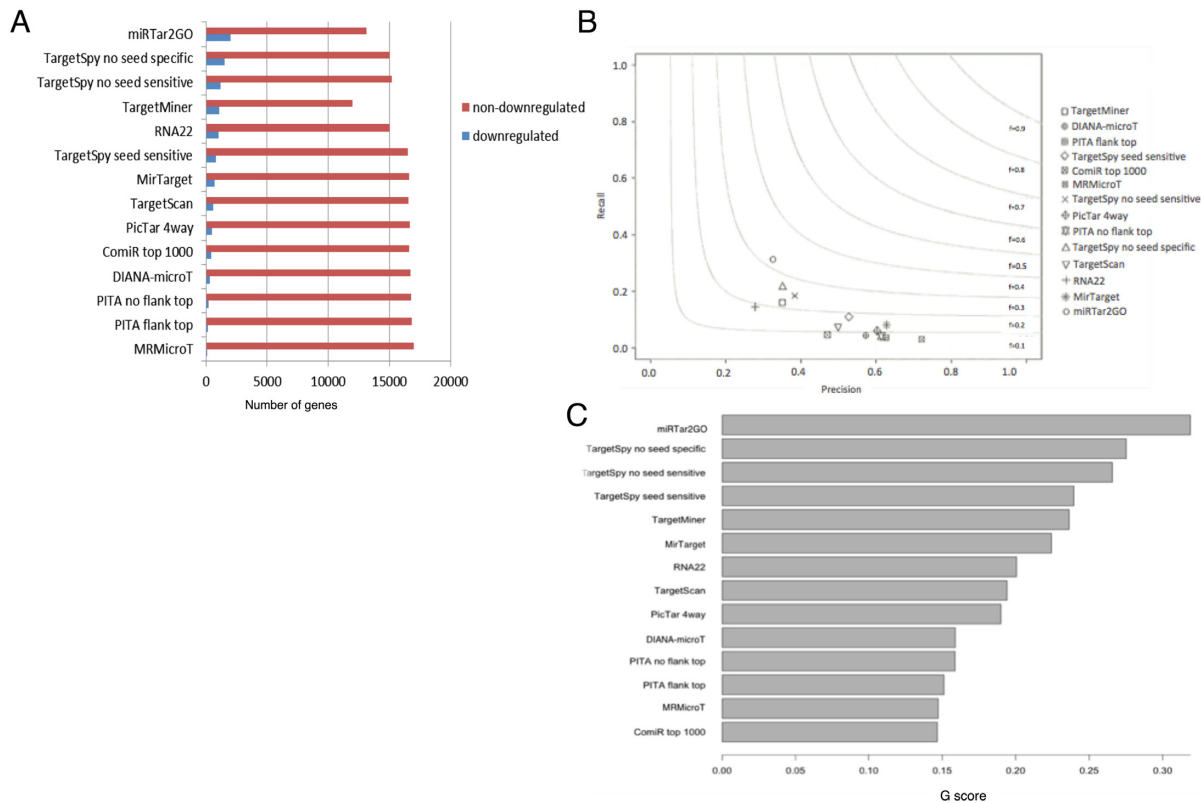 A
miRTar2GO
TargetSpy no seed specific
TargetSpy no seed sensitive
TargetMiner
RNA22
TargetSpy seed sensitive
MirTarget
TargetScan
PicTar 4way
ComiR top 1000
DIANA-microT
PITA no flank top
PITA flank top
MRMicroT
0 5000 10000 15000 20000
Number of genes
non-downregulated
downregulated
B
1.0
0.8
0.6
0.4
0.2
0.0
Recall
f=0.9
f=0.8
f=0.7
f=0.6
f=0.5
f=0.4
f=0.3
f=0.2
f=0.1
0.0 0.2 0.4 0.6 0.8 1.0
Precision
TargetMiner
DIANA-microT
PITA flank top
TargetSpy seed sensitive
ComiR top 1000
MRMicroT
TargetSpy no seed sensitive
PicTar 4way
PITA no flank top
TargetSpy no seed specific
TargetScan
RNA22
MirTarget
miRTar2GO
C
miRTar2GO
TargetSpy no seed specific
TargetSpy no seed sensitive
TargetSpy seed sensitive
TargetMiner
MirTarget
RNA22
TargetScan
PicTar 4way
DIANA-microT
PITA no flank top
PITA flank top
MRMicroT
ComiR top 1000
0.00 0.05 0.10 0.15 0.20 0.25 0.30
G score